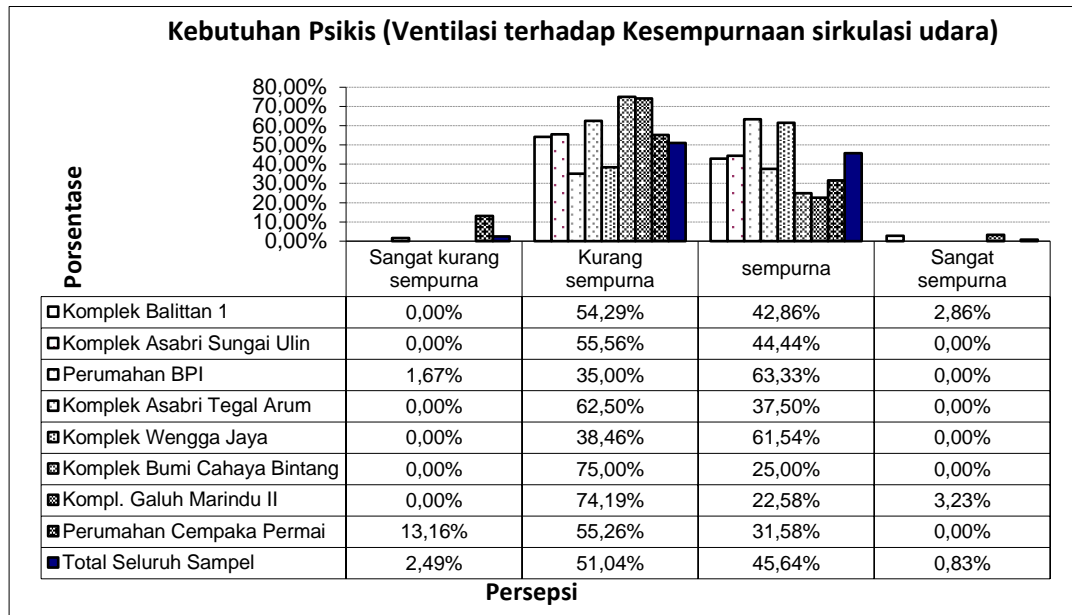 Kebutuhan Psikis (Ventilasi terhadap Kesempurnaan sirkulasi udara)
Porsentase
80,00%
70,00%
60,00%
50,00%
40,00%
30,00%
20,00%
10,00%
0,00%
Sangat kurang sempurna
Kurang sempurna
sempurna
Sangat sempurna
Komplek Balittan 1 0,00% 54,29% 42,86% 2,86%
Komplek Asabri Sungai Ulin 0,00% 55,56% 44,44% 0,00%
Perumahan BPI 1,67% 35,00% 63,33% 0,00%
Komplek Asabri Tegal Arum 0,00% 62,50% 37,50% 0,00%
Komplek Wengga Jaya 0,00% 38,46% 61,54% 0,00%
Komplek Bumi Cahaya Bintang 0,00% 75,00% 25,00% 0,00%
Kompl. Galuh Marindu II 0,00% 74,19% 22,58% 3,23%
Perumahan Cempaka Permai 13,16% 55,26% 31,58% 0,00%
Total Seluruh Sampel 2,49% 51,04% 45,64% 0,83%
Persepsi